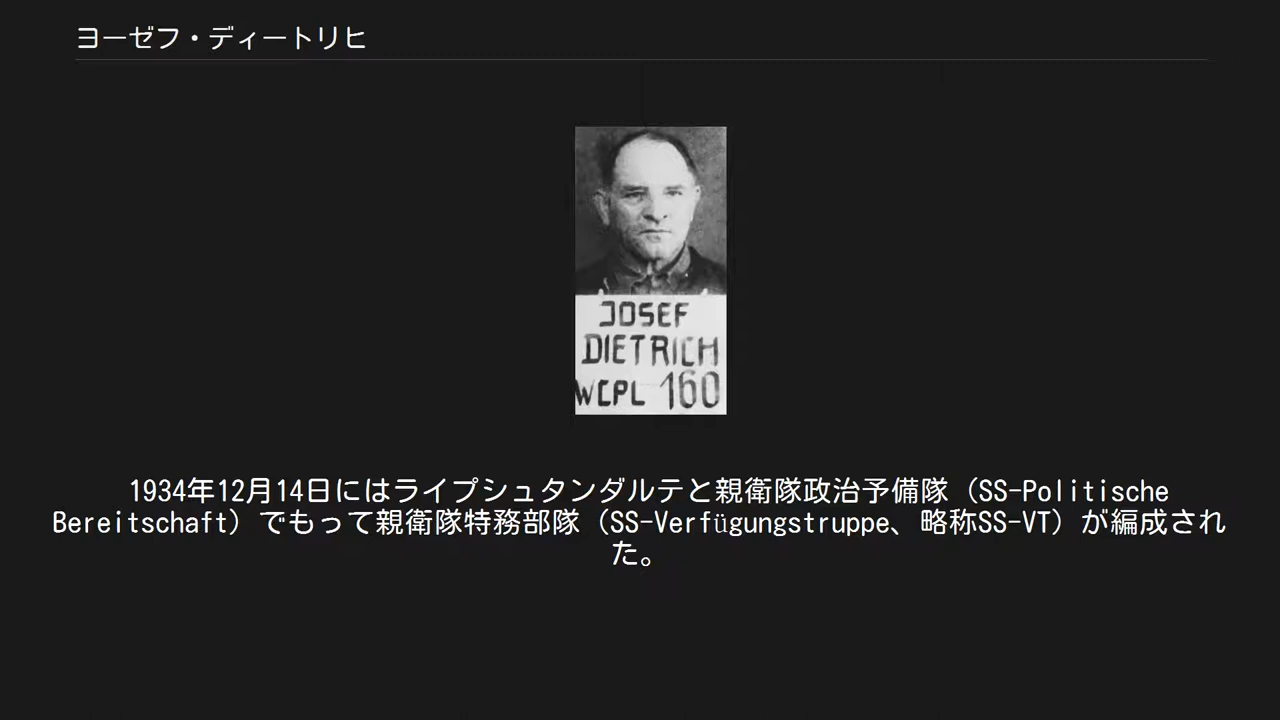 ヨーゼフ・ディートリヒ
JOSEF
DIETRICH
WCPL 160
1934年12月14日にはライプシュタンダルテと親衛隊政治予備隊（SS-Politische
Bereitschaft）でもって親衛隊特務部隊（SS-Verfügungstruppe、略称SS-VT）が編成され
た。